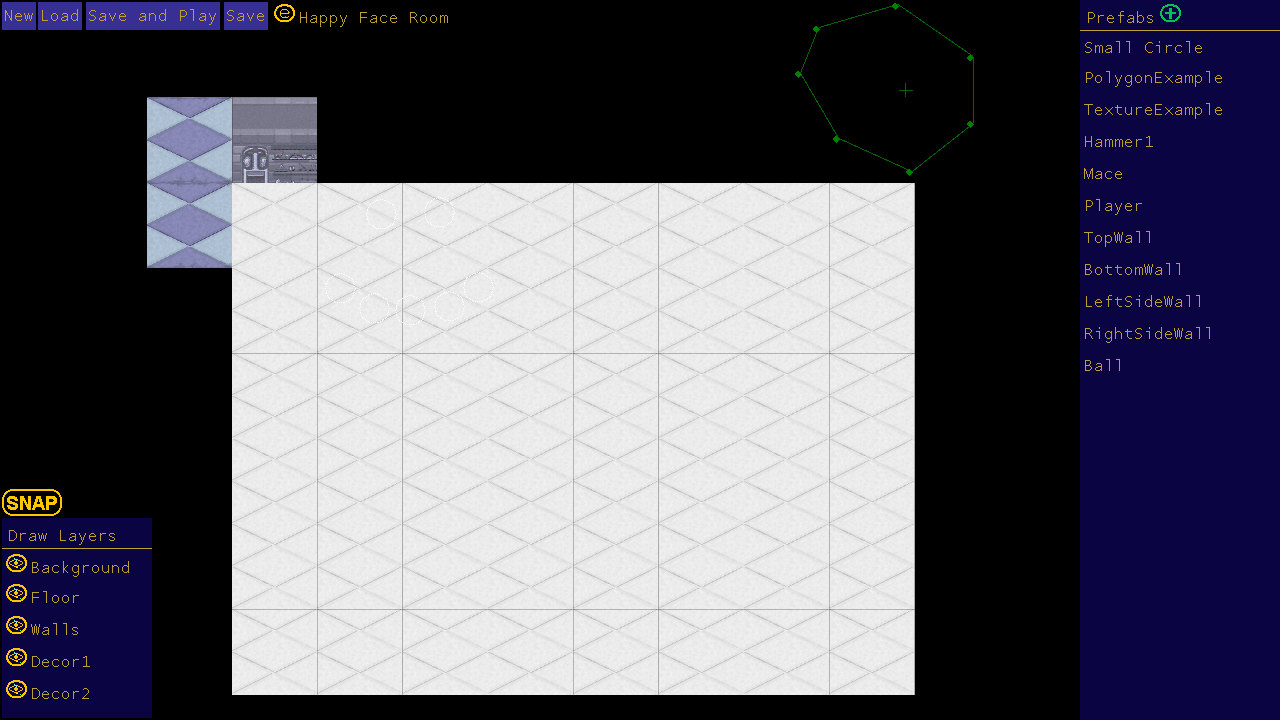 New Load Save and Play Save e Happy Face Room
Prefabs
Small Circle
PolygonExample
TextureExample
Hammer1
Mace
Player
TopWall
BottomWall
LeftSideWall
RightSideWall
Ball
SNAP
Draw Layers
Background
Floor
Walls
Decor1
Decor2